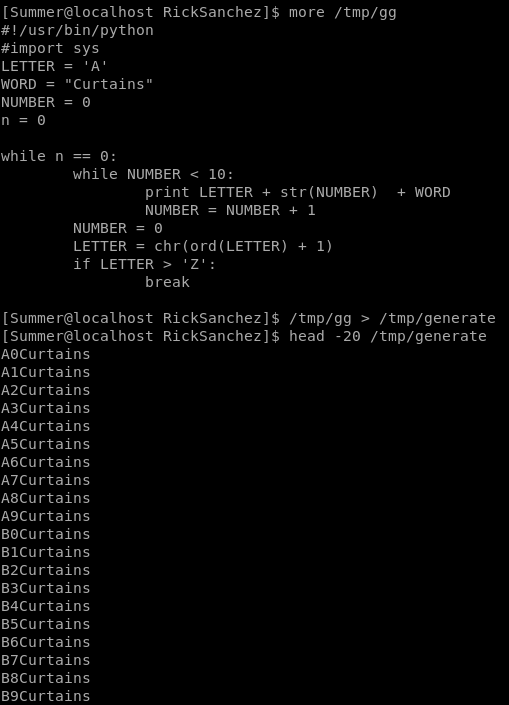 [Summer@localhost RickSanchez]$ more /tmp/gg
#!/usr/bin/python
#import sys
LETTER = 'A'
WORD = "Curtains"
NUMBER = 0
n = 0

while n == 0:
        while NUMBER < 10:
                print LETTER + str(NUMBER)  + WORD
                NUMBER = NUMBER + 1
        NUMBER = 0
        LETTER = chr(ord(LETTER) + 1)
        if LETTER > 'Z':
                break

[Summer@localhost RickSanchez]$ /tmp/gg > /tmp/generate
[Summer@localhost RickSanchez]$ head -20 /tmp/generate
A0Curtains
A1Curtains
A2Curtains
A3Curtains
A4Curtains
A5Curtains
A6Curtains
A7Curtains
A8Curtains
A9Curtains
B0Curtains
B1Curtains
B2Curtains
B3Curtains
B4Curtains
B5Curtains
B6Curtains
B7Curtains
B8Curtains
B9Curtains